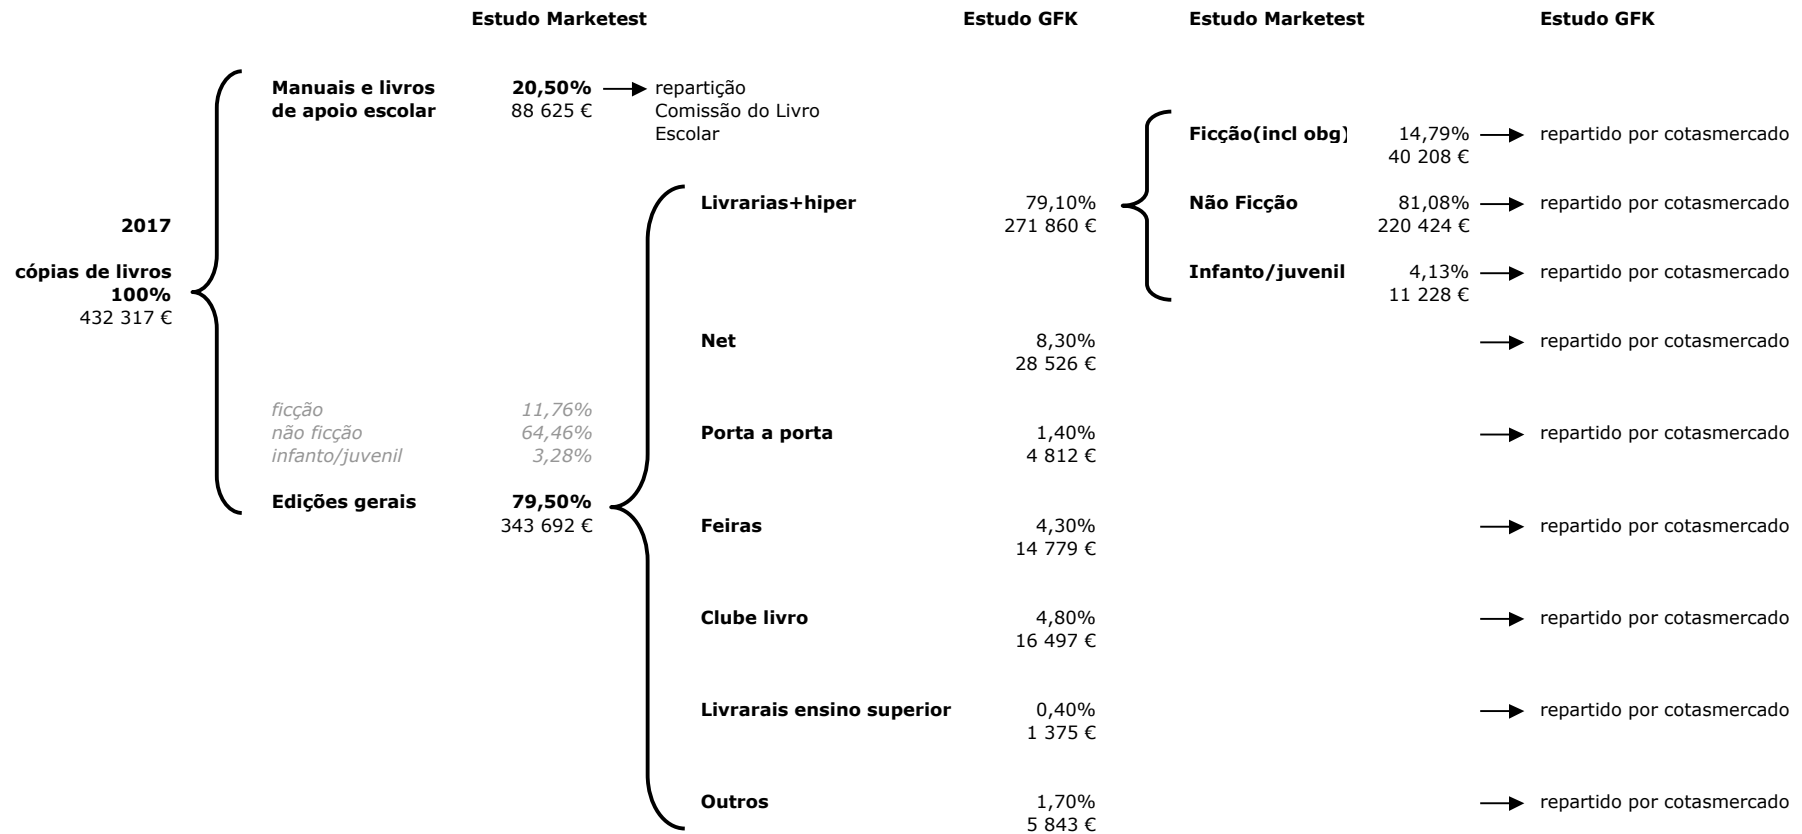 Estudo Marketest Estudo GFK Estudo Marketest Estudo GFK
Manuais e livros 20,50% repartição
de apoio escolar 88 625 € Comissão do Livro
Escolar
Ficção(incl obg) 14,79% repartido por cotasmercado
40 208 €
Livrarias+hiper 79,10% Não Ficção 81,08% repartido por cotasmercado
2017 271 860 € 220 424 €
cópias de livros Infanto/juvenil 4,13% repartido por cotasmercado
100% 11 228 €
432 317 €
Net 8,30% repartido por cotasmercado
28 526 €
ficção 11,76%
não ficção 64,46% Porta a porta 1,40% repartido por cotasmercado
infanto/juvenil 3,28% 4 812 €
Edições gerais 79,50%
343 692 € Feiras 4,30% repartido por cotasmercado
14 779 €
Clube livro 4,80% repartido por cotasmercado
16 497 €
Livrarais ensino superior 0,40% repartido por cotasmercado
1 375 €
Outros 1,70% repartido por cotasmercado
5 843 €